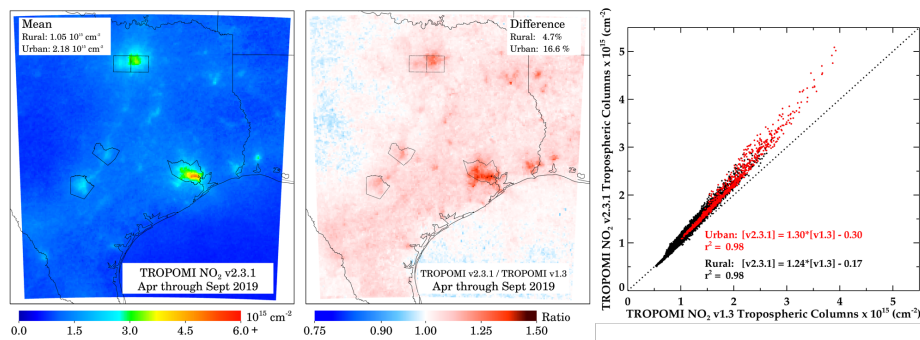 Mean
Rural: 1.05 10¹⁵ cm⁻²
Urban: 2.18 10¹⁵ cm⁻²
TROPOMI NO₂ v2.3.1
Apr through Sept 2019
0.0 1.5 3.0 4.5 6.0 + 10¹⁵ cm⁻²
Difference
Rural: 4.7%
Urban: 16.6 %
TROPOMI v2.3.1 / TROPOMI v1.3
Apr through Sept 2019
0.75 0.90 1.00 1.25 1.50 Ratio
TROPOMI NO₂ v2.3.1 Tropospheric Columns x 10¹⁵ (cm⁻²)
5
4
3
2
1
0
Urban: [v2.3.1] = 1.30*[v1.3] - 0.30
r² = 0.98
Rural: [v2.3.1] = 1.24*[v1.3] - 0.17
r² = 0.98
0 1 2 3 4 5
TROPOMI NO₂ v1.3 Tropospheric Columns x 10¹⁵ (cm⁻²)